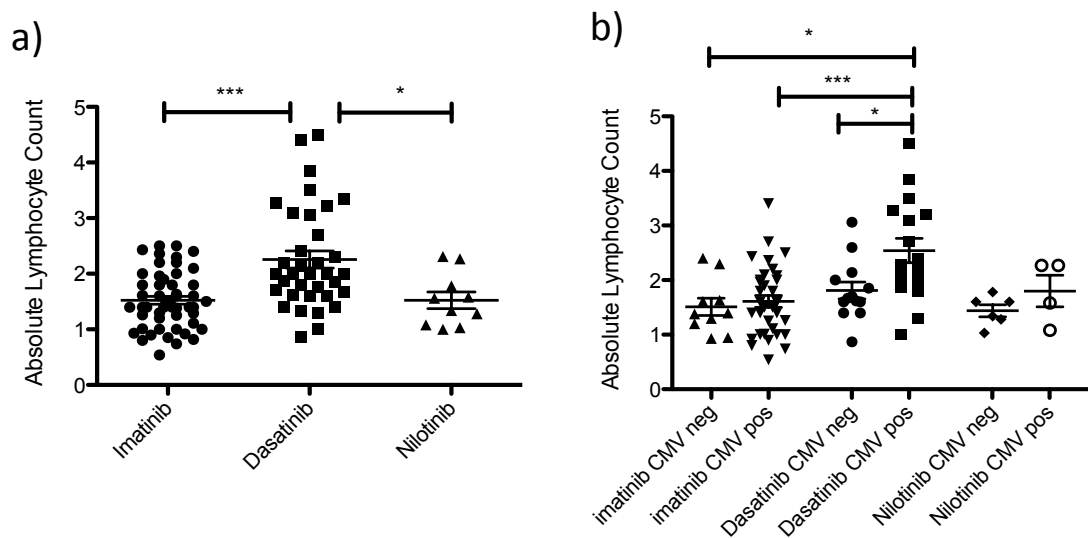 a)
***
*
Absolute Lymphocyte Count
5
4
3
2
1
0
Imatinib
Dasatinib
Nilotinib
b)
*
***
*
Absolute Lymphocyte Count
5
4
3
2
1
0
imatinib CMV neg
imatinib CMV pos
Dasatinib CMV neg
Dasatinib CMV pos
Nilotinib CMV neg
Nilotinib CMV pos